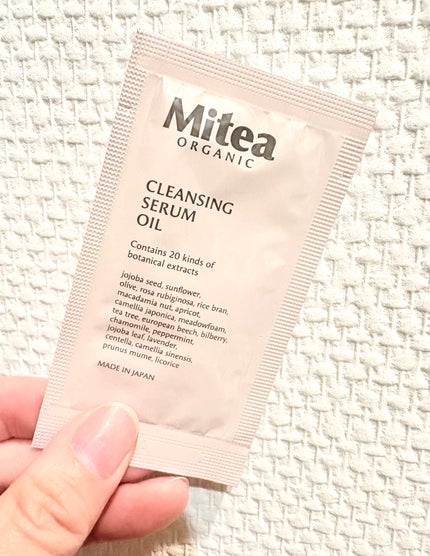 Mitea
ORGANIC
CLEANSING
SERUM
OIL
Contains 20 kinds of
botanical extracts
jojoba seed, sunflower,
olive, rosa rubiginosa, rice bran,
macadamia nut, apricot,
camellia japonica, meadowfoam,
tea tree, european beech, bilberry,
chamomile, peppermint,
jojoba leaf, lavender,
centella, camellia sinensis,
prunus mume, licorice
MADE IN JAPAN